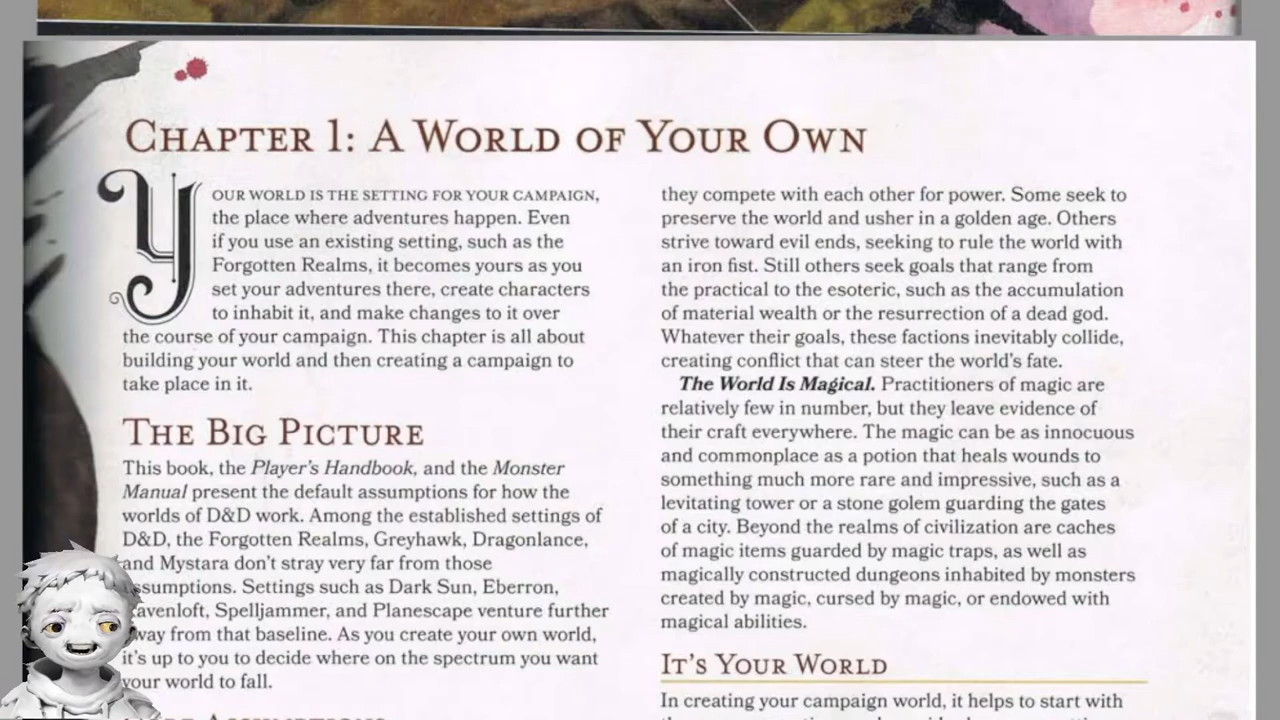 Chapter 1: A World of Your Own
Your world is the setting for your campaign,
the place where adventures happen. Even
if you use an existing setting, such as the
Forgotten Realms, it becomes yours as you
set your adventures there, create characters
to inhabit it, and make changes to it over
the course of your campaign. This chapter is all about
building your world and then creating a campaign to
take place in it.
The Big Picture
This book, the Player's Handbook, and the Monster
Manual present the default assumptions for how the
worlds of D&D work. Among the established settings of
D&D, the Forgotten Realms, Greyhawk, Dragonlance,
and Mystara don't stray very far from those
assumptions. Settings such as Dark Sun, Eberron,
Ravenloft, Spelljammer, and Planescape venture further
away from that baseline. As you create your own world,
it's up to you to decide where on the spectrum you want
your world to fall.
they compete with each other for power. Some seek to
preserve the world and usher in a golden age. Others
strive toward evil ends, seeking to rule the world with
an iron fist. Still others seek goals that range from
the practical to the esoteric, such as the accumulation
of material wealth or the resurrection of a dead god.
Whatever their goals, these factions inevitably collide,
creating conflict that can steer the world's fate.
The World Is Magical. Practitioners of magic are
relatively few in number, but they leave evidence of
their craft everywhere. The magic can be as innocuous
and commonplace as a potion that heals wounds to
something much more rare and impressive, such as a
levitating tower or a stone golem guarding the gates
of a city. Beyond the realms of civilization are caches
of magic items guarded by magic traps, as well as
magically constructed dungeons inhabited by monsters
created by magic, cursed by magic, or endowed with
magical abilities.
It's Your World
In creating your campaign world, it helps to start with